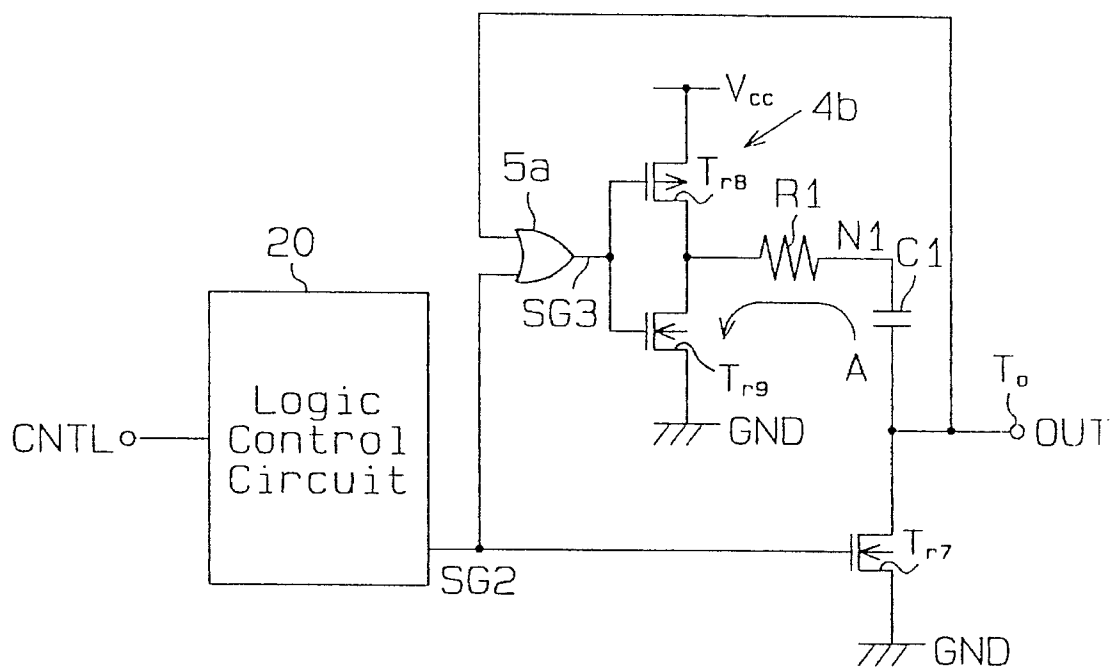 Vcc
4b
5a
Tr8
R1
N1
C1
20
SG3
A
Tr9
To
Logic
Control
Circuit
CNTL
GND
OUT
Tr7
SG2
GND